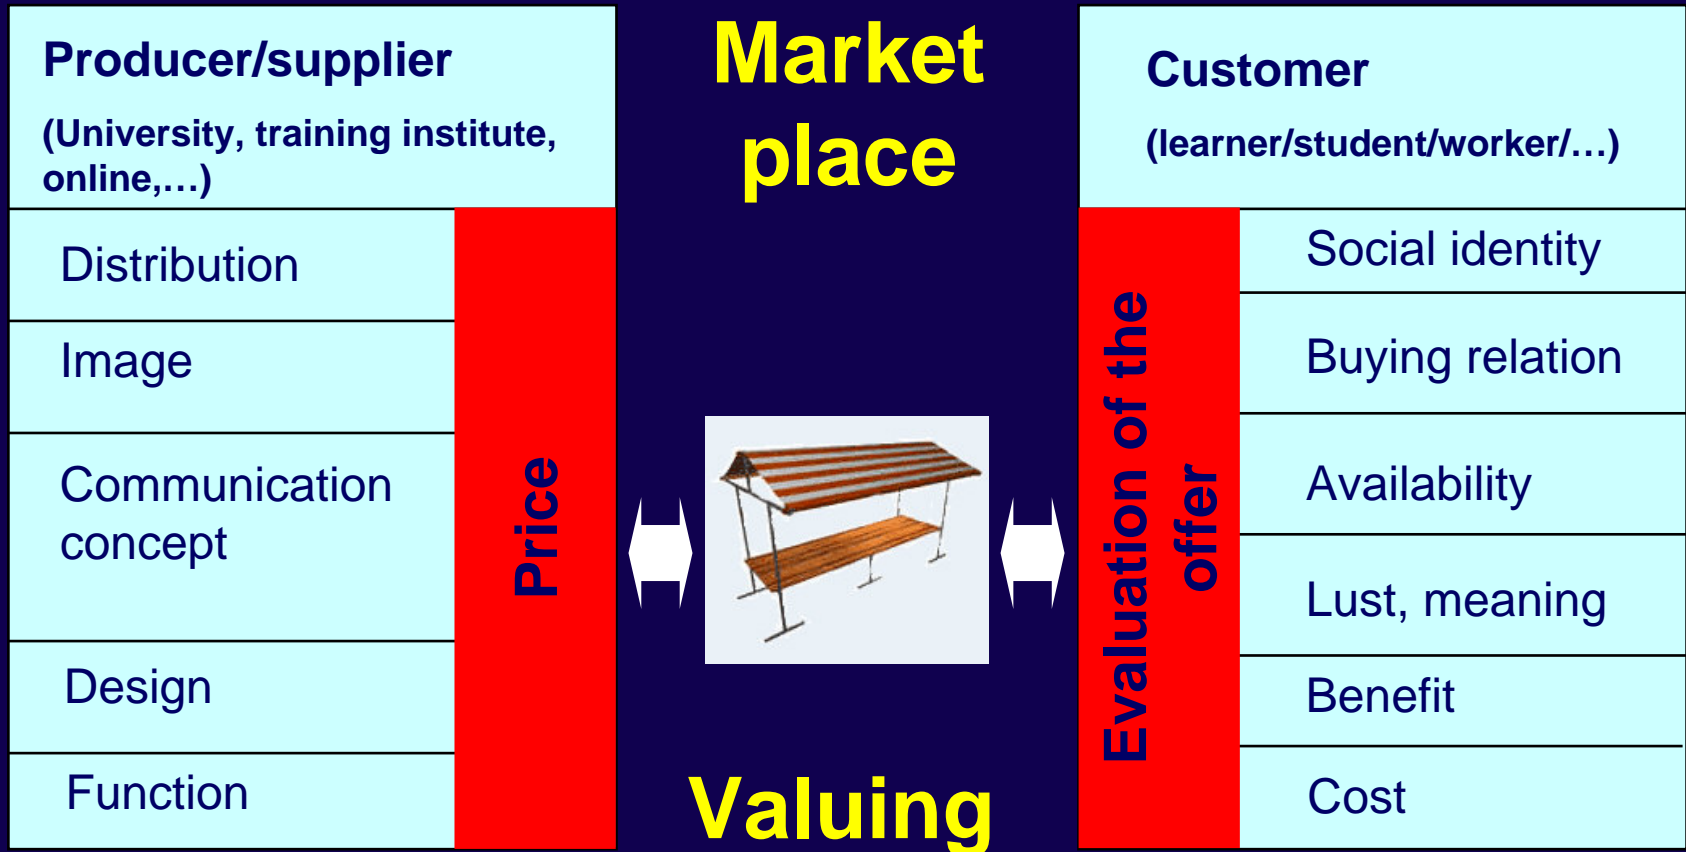 Producer/supplier
(University, training institute,
online,…)
Distribution
Image
Communication
concept
Design
Function
Price
Market
place
Valuing
Customer
(learner/student/worker/…)
Evaluation of the
offer
Social identity
Buying relation
Availability
Lust, meaning
Benefit
Cost